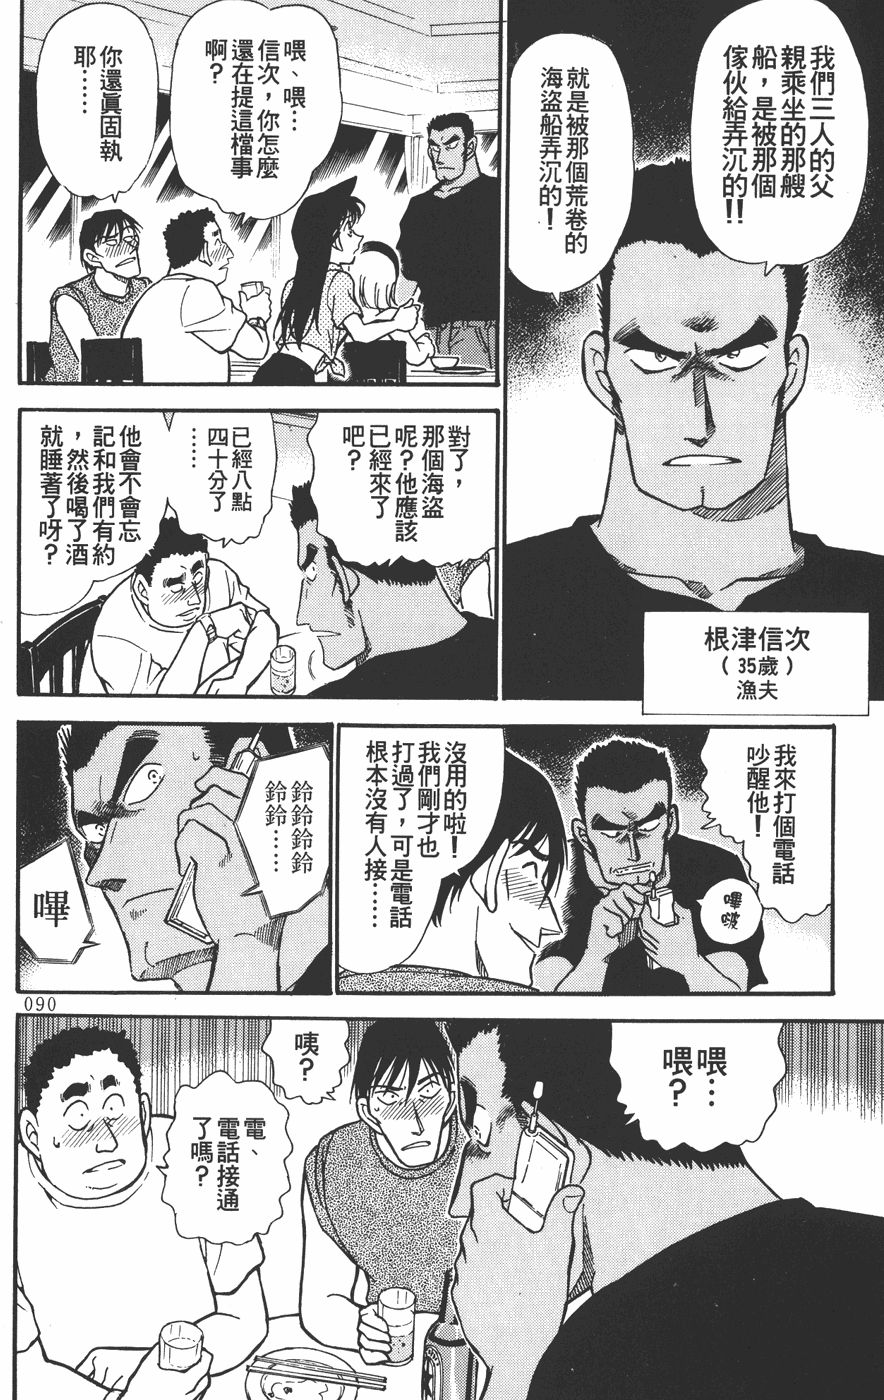 我們三人的父
親乘坐的那艘
船，是被那個
傢伙給弄沉的!!
就是被那個荒卷的
海盜船弄沉的！
根津信次
（35歲）
漁夫
喂、喂…
信次，你怎麼
還在提這檔事
啊？
你還真固執
耶……
對了，
那個海盜
呢？他應該
已經來了
吧？
已經八點
四十分了
……
他會不會忘
記和我們有約
，然後喝了酒
就睡著了呀？
我來打個電話
吵醒他！
嗶
啵
沒用的啦！
我們剛才也
打過了，可是電話
根本沒有人接……
鈴鈴鈴鈴
鈴鈴……
嗶
090
喂…
喂？
咦？
電、
電話接通
了嗎？